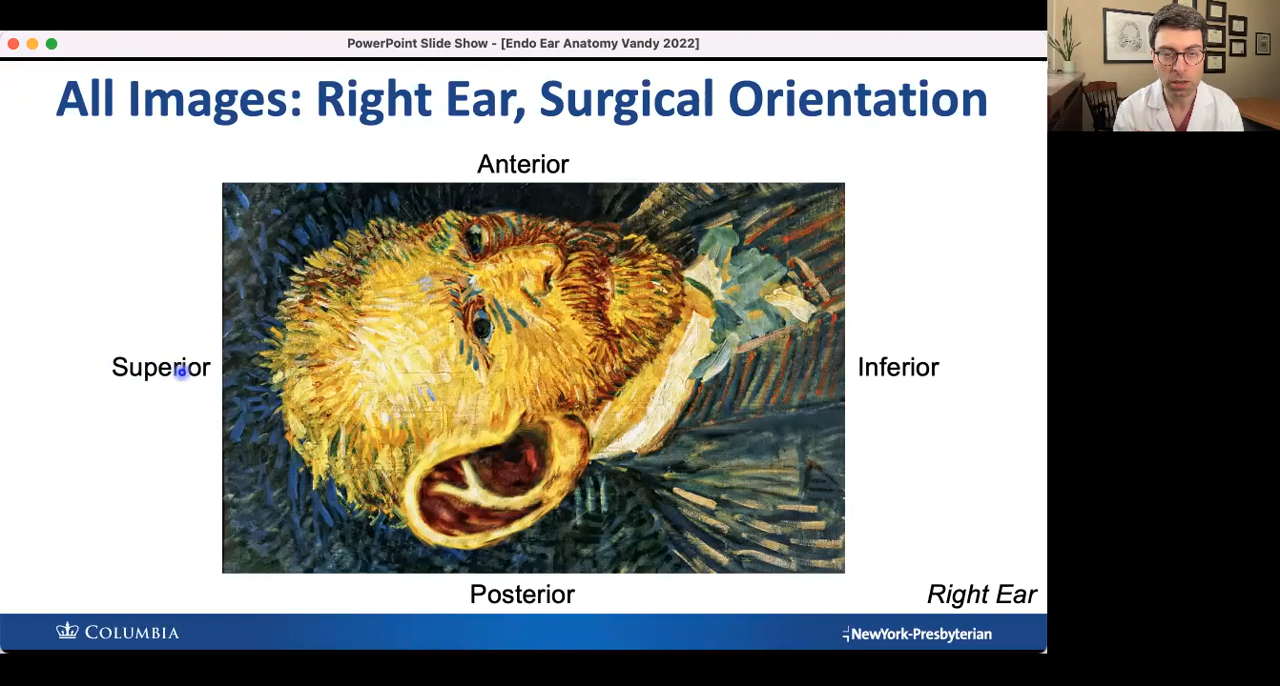 PowerPoint Slide Show - [Endo Ear Anatomy Vandy 2022]
All Images: Right Ear, Surgical Orientation
Anterior
Superior
Inferior
Posterior
Right Ear
COLUMBIA
NewYork-Presbyterian